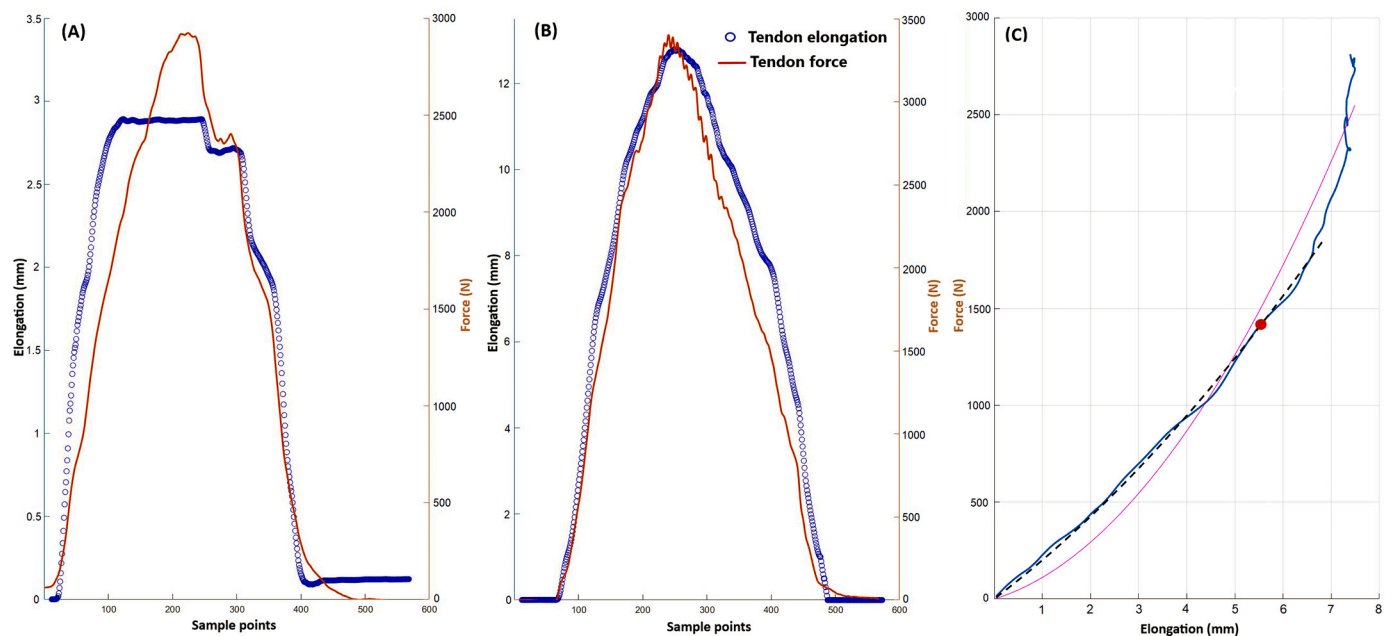 (A)
3.5
3
2.5
2
1.5
1
0.5
0
Elongation (mm)
3000
2500
2000
1500
1000
500
0
Force (N)
100 200 300 400 500 600
Sample points
(B)
Tendon elongation
Tendon force
12
10
8
6
4
2
0
Elongation (mm)
3500
3000
2500
2000
1500
1000
500
0
Force (N)
100 200 300 400 500 600
Sample points
(C)
3000
2500
2000
1500
1000
500
0
Force (N)
1 2 3 4 5 6 7 8
Elongation (mm)